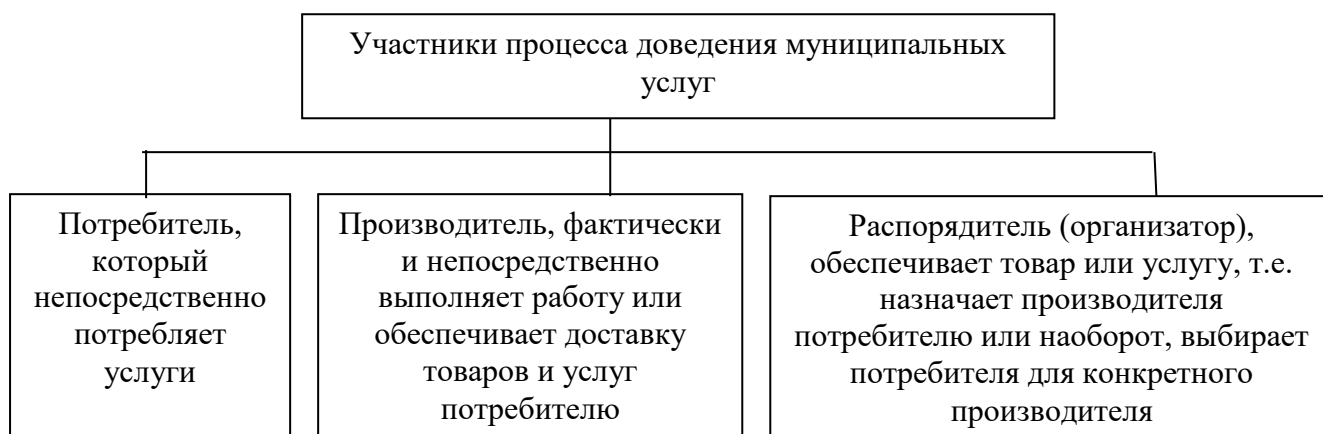 Участники процесса доведения муниципальных
услуг
Потребитель,
который
непосредственно
потребляет
услуги
Производитель, фактически
и непосредственно
выполняет работу или
обеспечивает доставку
товаров и услуг
потребителю
Распорядитель (организатор),
обеспечивает товар или услугу, т.е.
назначает производителя
потребителю или наоборот, выбирает
потребителя для конкретного
производителя